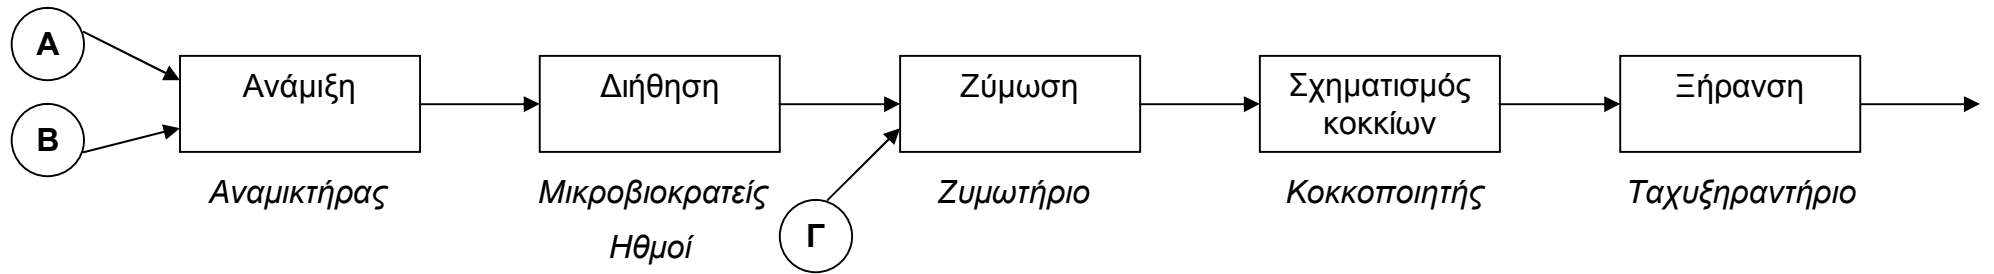 Α
Β
Ανάμιξη
Αναμικτήρας
Διήθηση
Μικροβιοκρατείς
Ηθμοί
Γ
Ζύμωση
Ζυμωτήριο
Σχηματισμός
κοκκίων
Κοκκοποιητής
Ξήρανση
Ταχυξηραντήριο